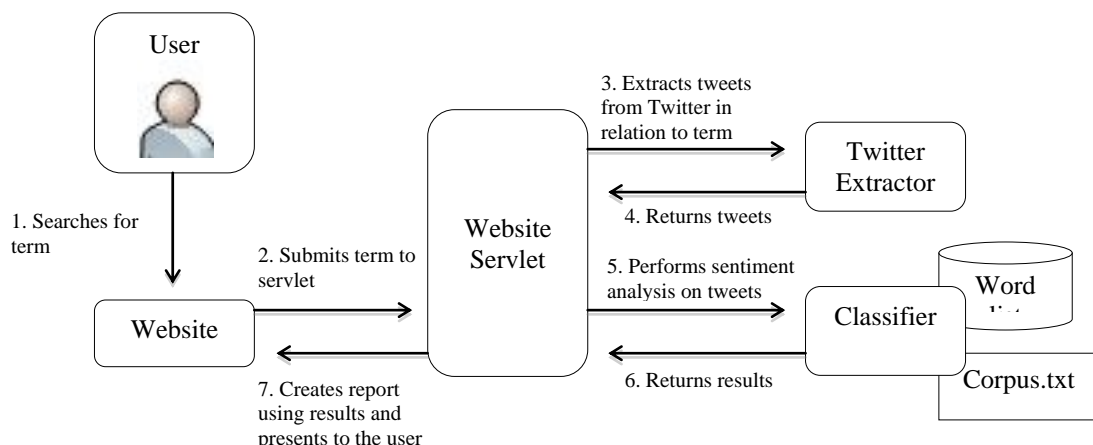 User
3. Extracts tweets
from Twitter in
relation to term
Twitter
Extractor
1. Searches for
term
4. Returns tweets
Website
Servlet
2. Submits term to
servlet
5. Performs sentiment
analysis on tweets
Word
Classifier
Website
6. Returns results
Corpus.txt
7. Creates report
using results and
presents to the user